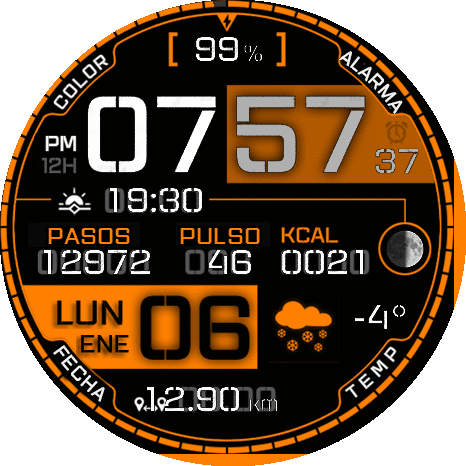 [ 99% ]
COLOR
ALARMA
PM
12H
07 57
37
19:30
PASOS PULSO KCAL
12972 46 0021
LUN 06
ENE
-4°
FECHA
TEMP
12.90 KM